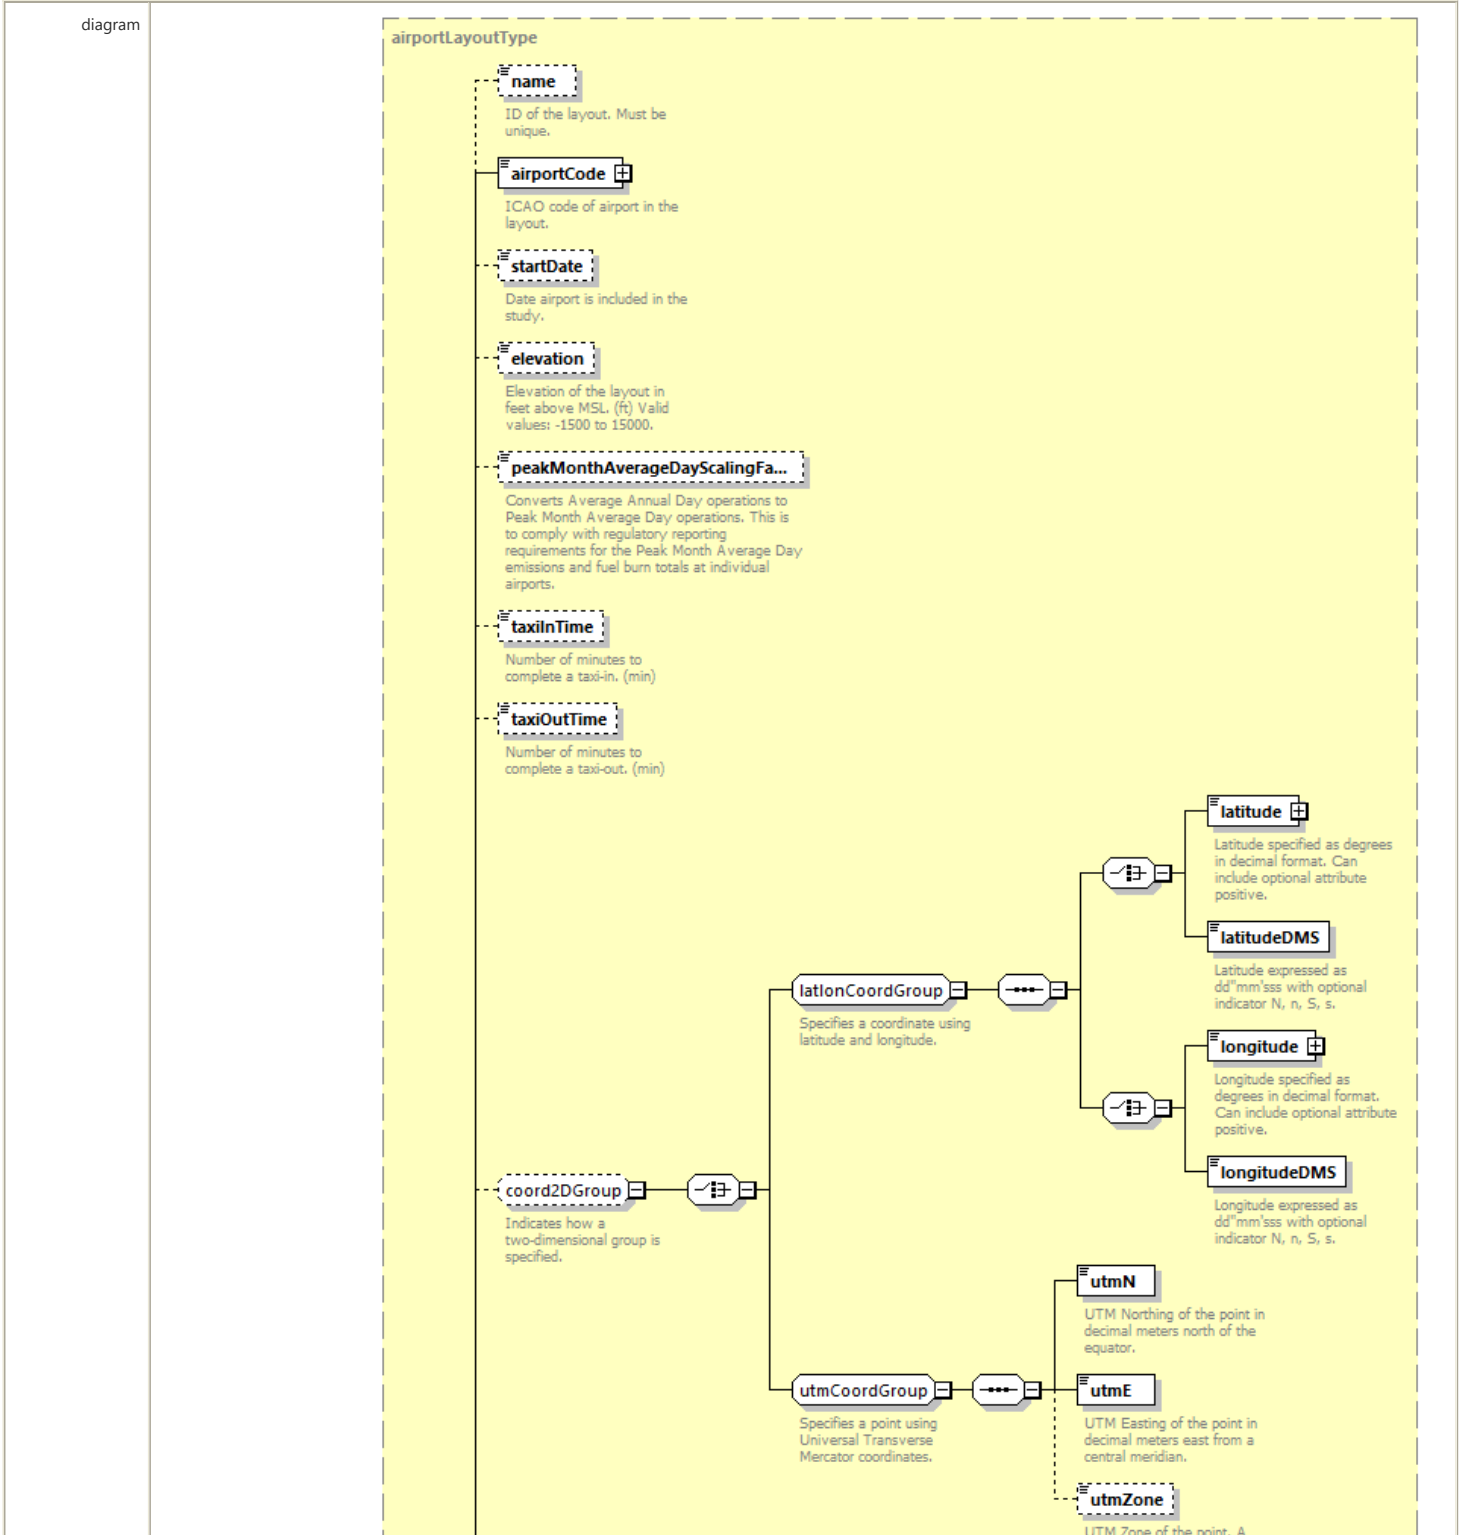 diagram
airportLayoutType
name
ID of the layout. Must be
unique.
airportCode
ICAO code of airport in the
layout.
startDate
Date airport is included in the
study.
elevation
Elevation of the layout in
feet above MSL. (ft) Valid
values: -1500 to 15000.
peakMonthAverageDayScalingFa...
Converts Average Annual Day operations to
Peak Month Average Day operations. This is
to comply with regulatory reporting
requirements for the Peak Month Average Day
emissions and fuel burn totals at individual
airports.
taxiInTime
Number of minutes to
complete a taxi-in. (min)
taxiOutTime
Number of minutes to
complete a taxi-out. (min)
latitude
Latitude specified as degrees
in decimal format. Can
include optional attribute
positive.
latitudeDMS
Latitude expressed as
dd"mm'sss with optional
indicator N, n, S, s.
latlonCoordGroup
Specifies a coordinate using
latitude and longitude.
longitude
Longitude specified as
degrees in decimal format.
Can include optional attribute
positive.
longitudeDMS
Longitude expressed as
dd"mm'sss with optional
indicator N, n, S, s.
coord2DGroup
Indicates how a
two-dimensional group is
specified.
utmN
UTM Northing of the point in
decimal meters north of the
equator.
utmCoordGroup
Specifies a point using
Universal Transverse
Mercator coordinates.
utmE
UTM Easting of the point in
decimal meters east from a
central meridian.
utmZone
UTM Zone of the point. A